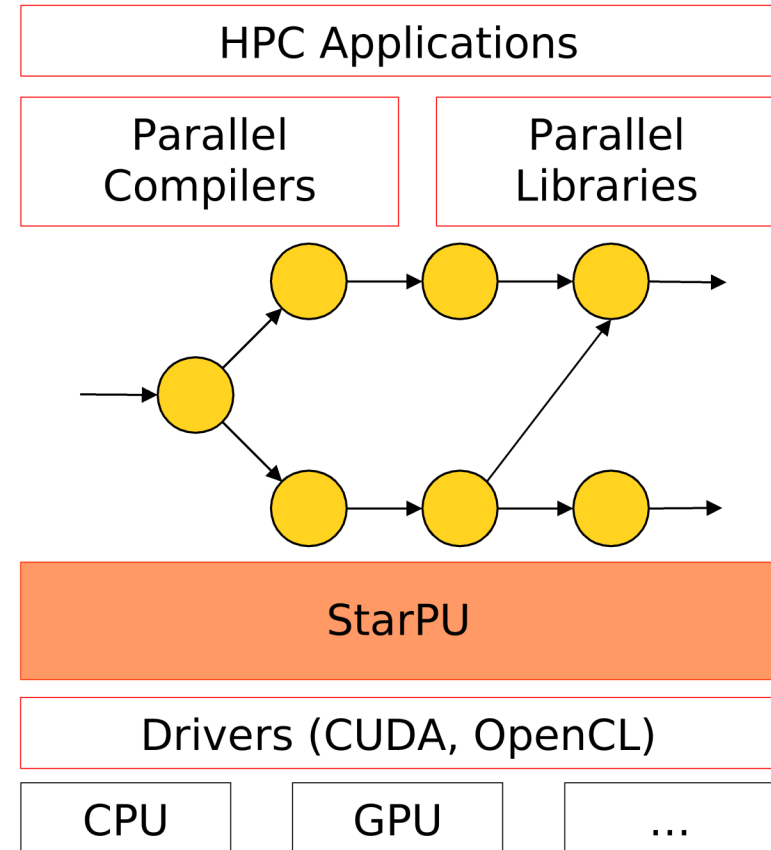 HPC Applications
Parallel
Compilers
Parallel
Libraries
StarPU
Drivers (CUDA, OpenCL)
CPU
GPU
...